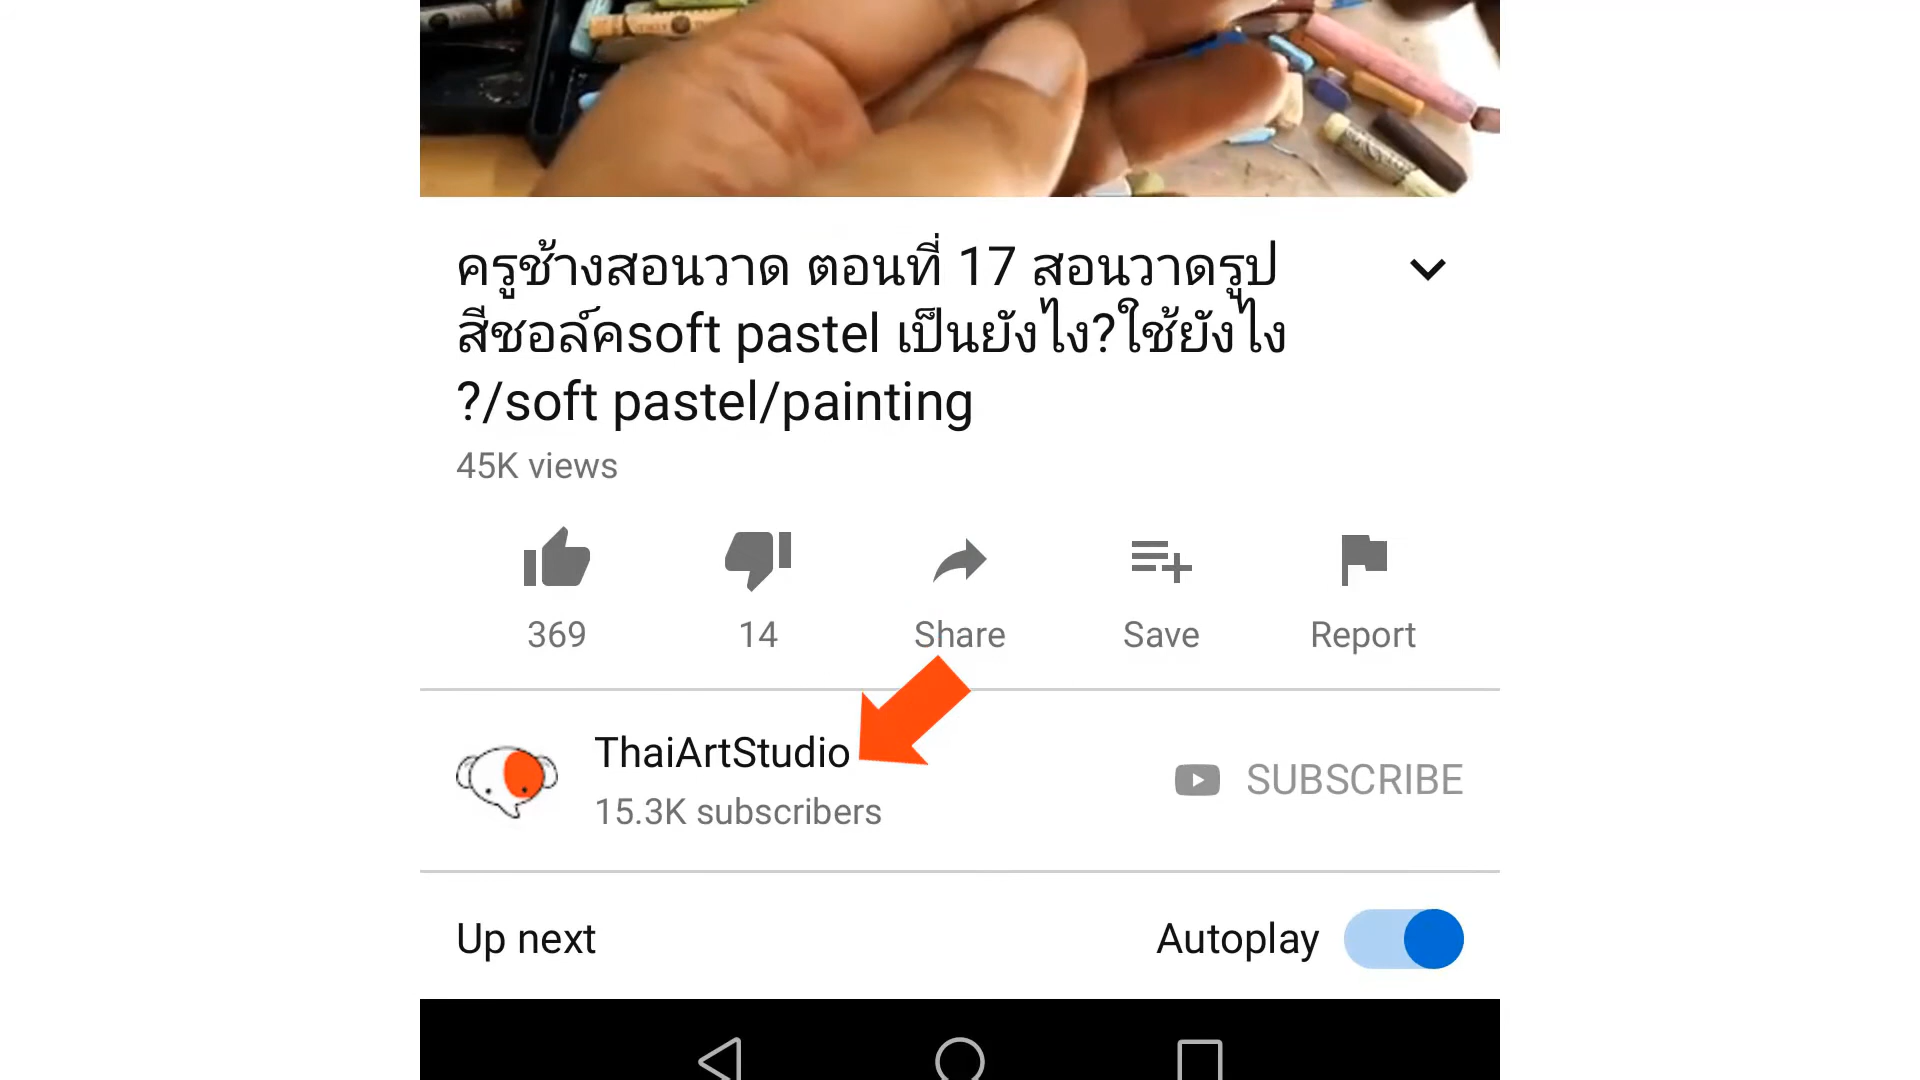 ครูช้างสอนวาด ตอนที่ 17 สอนวาดรูป
สีชอล์คsoft pastel เป็นยังไง?ใช้ยังไง
?/soft pastel/painting
45K views
369
14
Share
Save
Report
ThaiArtStudio
15.3K subscribers
SUBSCRIBE
Up next
Autoplay